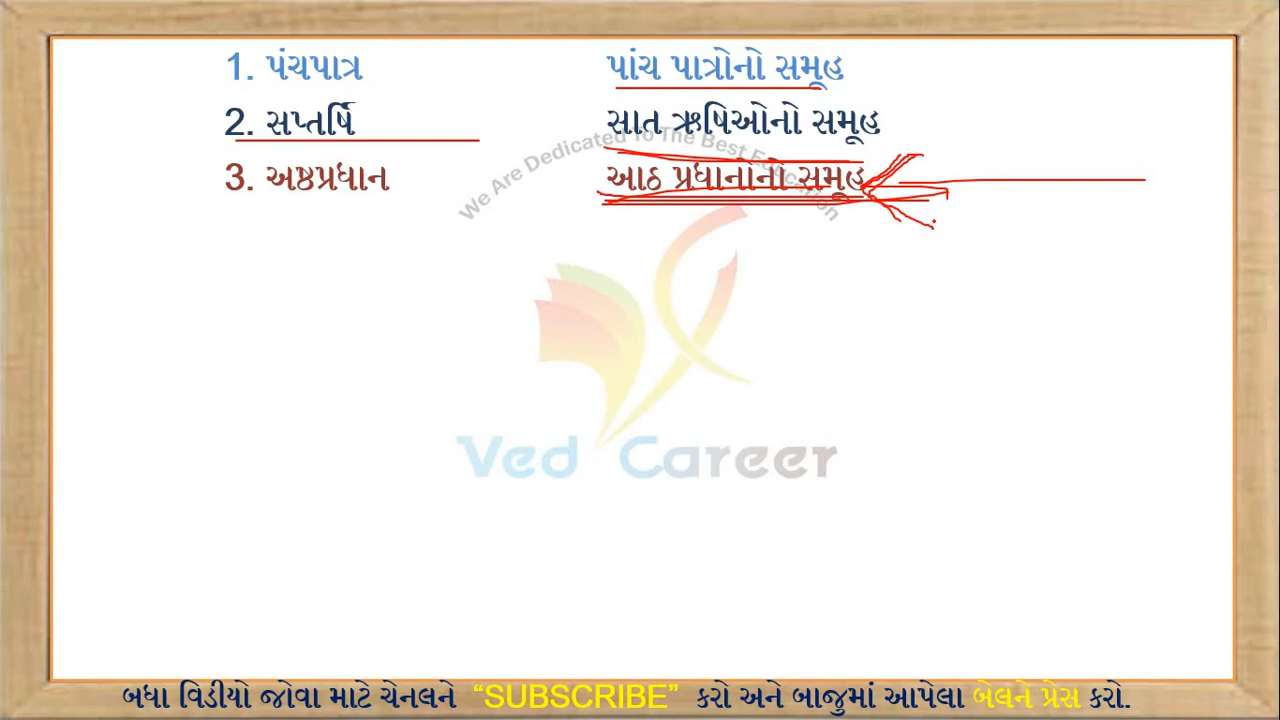 1. પંચપાત્ર પાંચ પાત્રોનો સમૂહ
2. સપ્તર્ષિ સાત ઋષિઓનો સમૂહ
We Are Dedicated To The Best Education
3. અષ્ઠપ્રધાન આઠ પ્રધાનોનો સમૂહ
Ved Career
બધા વિડીયો જોવા માટે ચેનલને “SUBSCRIBE” કરો અને બાજુમાં આપેલા બેલને પ્રેસ કરો.